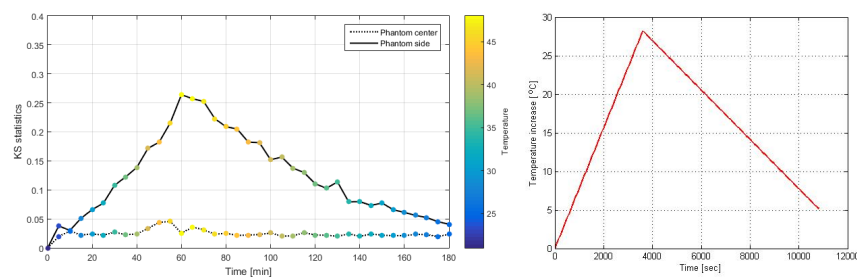 0.4
0.35
0.3
0.25
0.2
0.15
0.1
0.05
0
KS statistics
0 20 40 60 80 100 120 140 160 180
Time [min]
Phantom center
Phantom side
45
40
35
30
25
Temperature
30
25
20
15
10
5
0
Temperature increase [°C]
0 2000 4000 6000 8000 10000 12000
Time [sec]